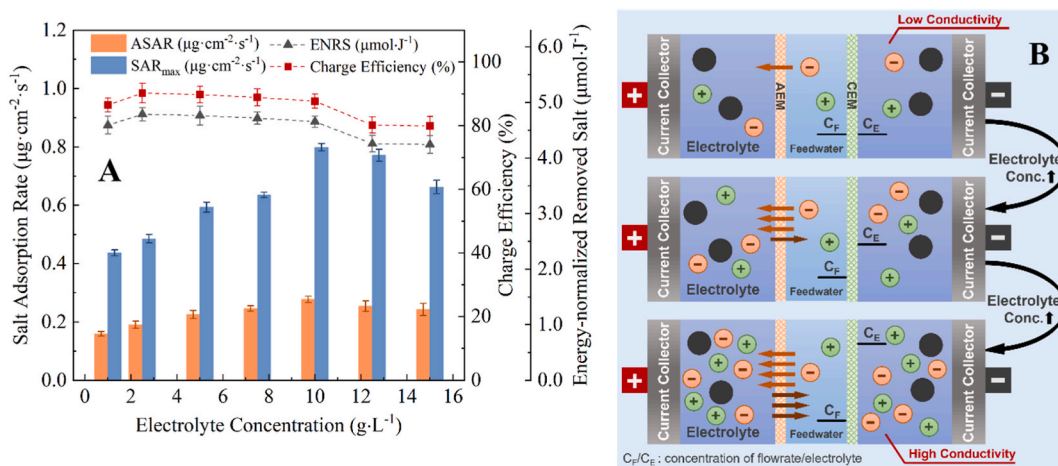 A
ASAR (μg·cm⁻²·s⁻¹)
SARmax (μg·cm⁻²·s⁻¹)
ENRS (μmol·J⁻¹)
Charge Efficiency (%)
Salt Adsorption Rate (μg·cm⁻²·s⁻¹)
1.2
1.0
0.8
0.6
0.4
0.2
0.0
0 2 4 6 8 10 12 14 16
Electrolyte Concentration (g·L⁻¹)
Charge Efficiency (%)
100
80
60
40
20
0
Energy-normalized Removed Salt (μmol·J⁻¹)
6.0
5.0
4.0
3.0
2.0
1.0
0.0
B
Low Conductivity
Current Collector
+
Electrolyte
AEM
Feedwater
CEM
CF
CE
Current Collector
−
Electrolyte
Conc.⬆
Current Collector
+
Electrolyte
Feedwater
CF
CE
Current Collector
−
Electrolyte
Conc.⬆
Current Collector
+
Electrolyte
Feedwater
CF
CE
Current Collector
−
High Conductivity
CF/CE : concentration of flowrate/electrolyte